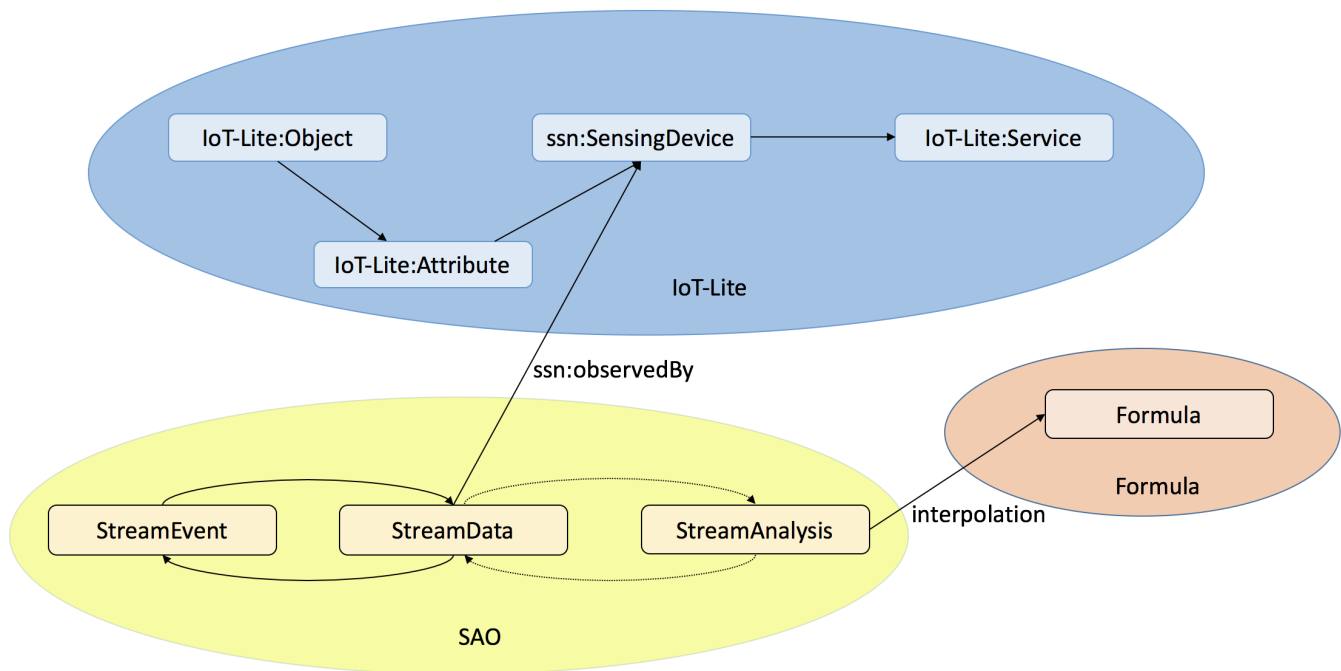 IoT-Lite:Object
ssn:SensingDevice
IoT-Lite:Service
IoT-Lite:Attribute
IoT-Lite
ssn:observedBy
Formula
Formula
interpolation
StreamEvent
StreamData
StreamAnalysis
SAO